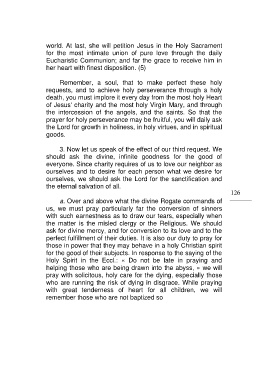 world. At last, she will petition Jesus in the Holy Sacrament
for the most intimate union of pure love through the daily
Eucharistic Communion; and far the grace to receive him in
her heart with finest disposition. (5)
Remember, a soul, that to make perfect these holy
requests, and to achieve holy perseverance through a holy
death, you must implore it every day from the most holy Heart
of Jesus' charity and the most holy Virgin Mary, and through
the intercession of the angels, and the saints. So that the
prayer for holy perseverance may be fruitful, you will daily ask
the Lord for growth in holiness, in holy virtues, and in spiritual
goods.
3. Now let us speak of the effect of our third request. We
should ask the divine, infinite goodness for the good of
everyone. Since charity requires of us to love our neighbor as
ourselves and to desire for each person what we desire for
ourselves, we should ask the Lord for the sanctification and
the eternal salvation of all.
126
a. Over and above what the divine Rogate commands of
us, we must pray particularly far the conversion of sinners
with such earnestness as to draw our tears, especially when
the matter is the misled clergy or the Religious. We should
ask for divine mercy, and for conversion to its love and to the
perfect fulfillment of their duties. It is also our duty to pray for
those in power that they may behave in a holy Christian spirit
for the good of their subjects. In response to the saying of the
Holy Spirit in the Eccl.: « Do not be late in praying and
helping those who are being drawn into the abyss, » we will
pray with solicitous, holy care for the dying, especially those
who are running the risk of dying in disgrace. While praying
with great tenderness of heart for all children, we will
remember those who are not baptized so